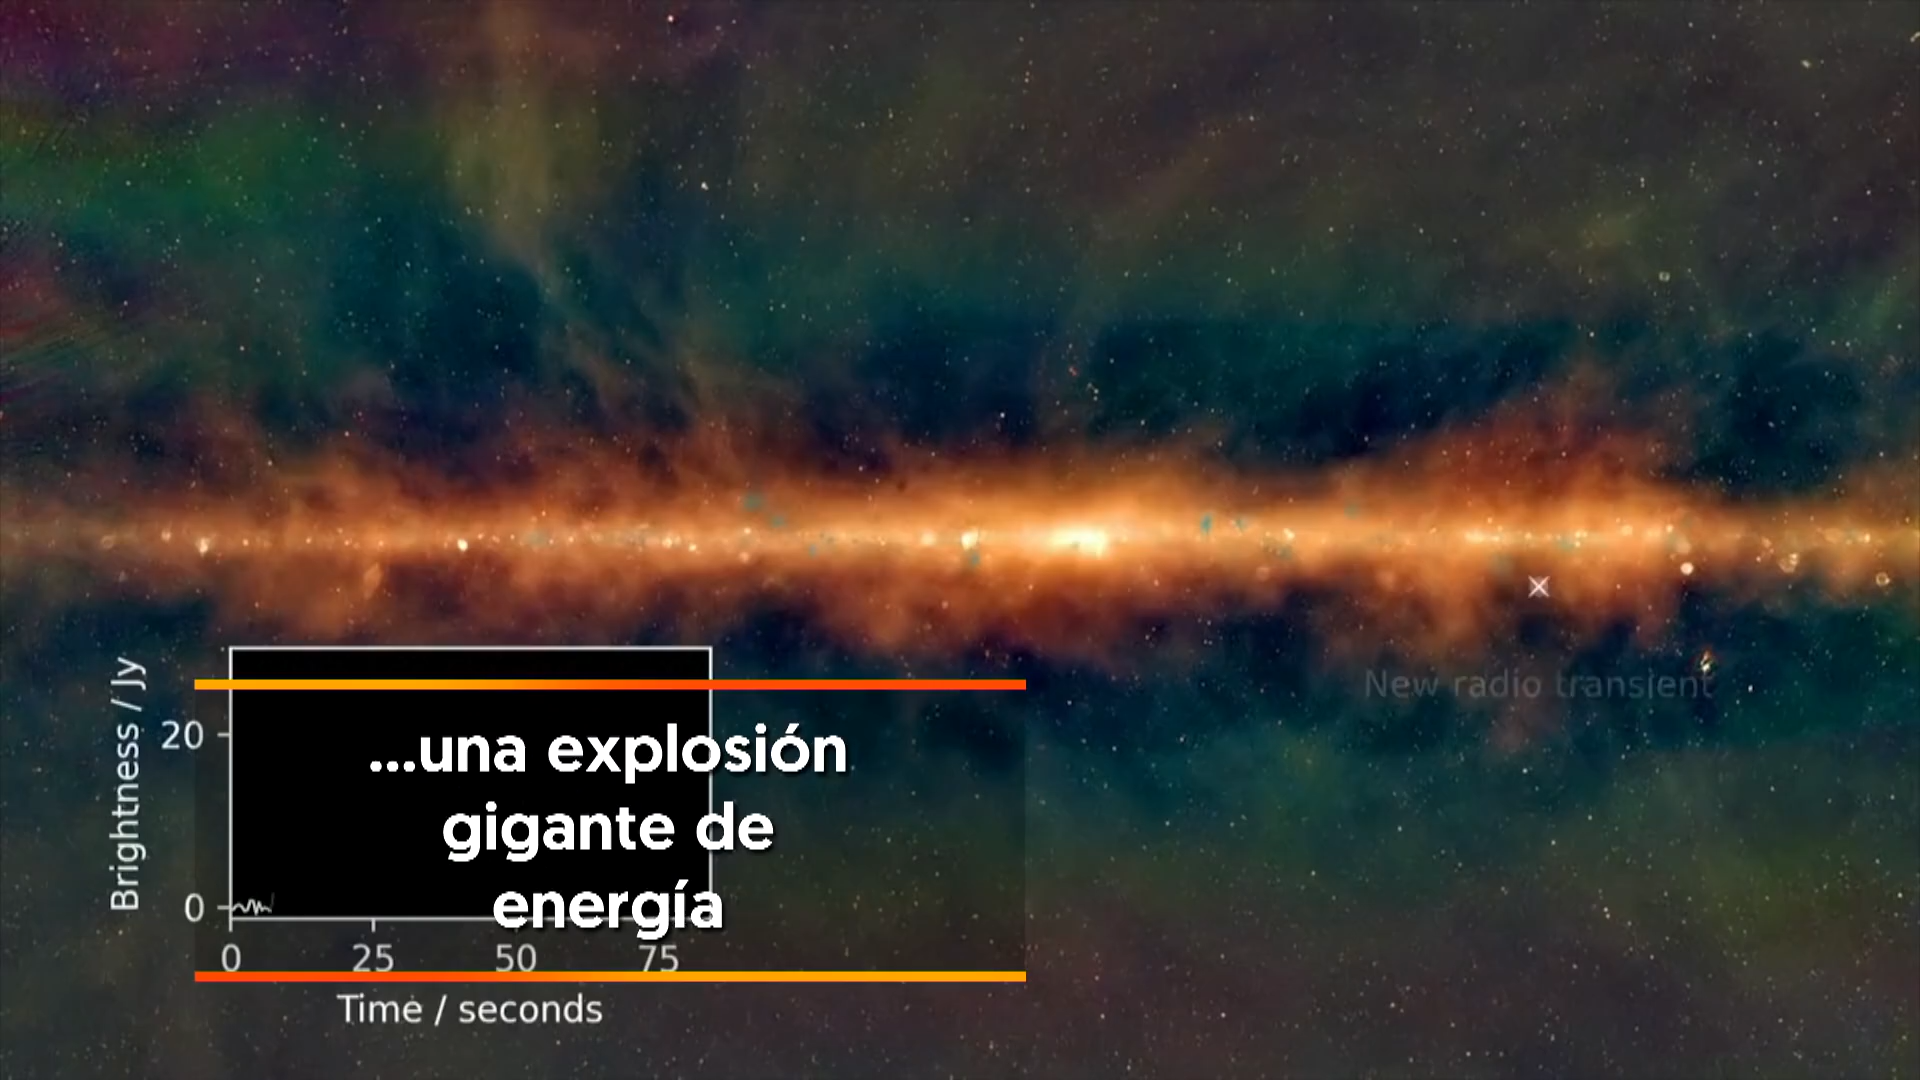 New radio transient
Brightness / Jy
20
0
...una explosión
gigante de
energía
0 25 50 75
Time / seconds